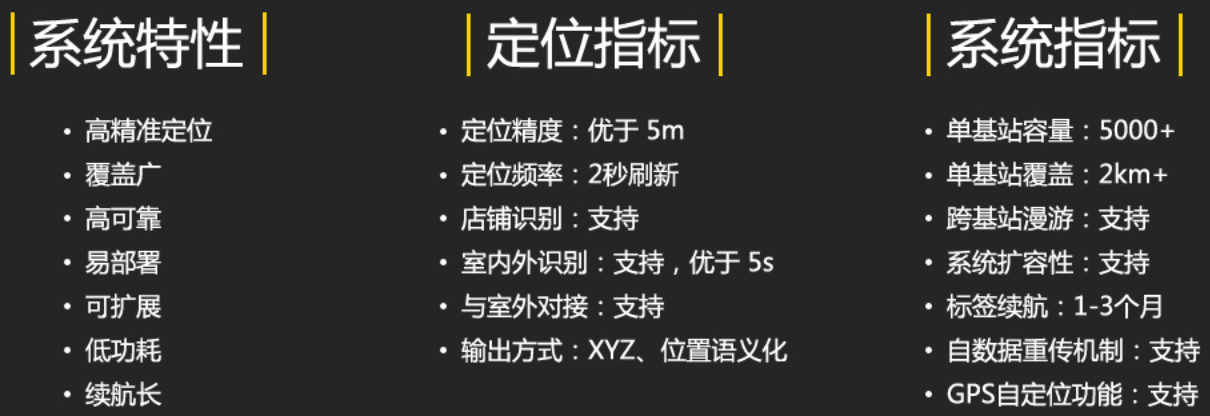 系统特性
• 高精准定位
• 覆盖广
• 高可靠
• 易部署
• 可扩展
• 低功耗
• 续航长
定位指标
• 定位精度：优于 5m
• 定位频率：2秒刷新
• 店铺识别：支持
• 室内外识别：支持，优于 5s
• 与室外对接：支持
• 输出方式：XYZ、位置语义化
系统指标
• 单基站容量：5000+
• 单基站覆盖：2km+
• 跨基站漫游：支持
• 系统扩容性：支持
• 标签续航：1-3个月
• 自数据重传机制：支持
• GPS自定位功能：支持